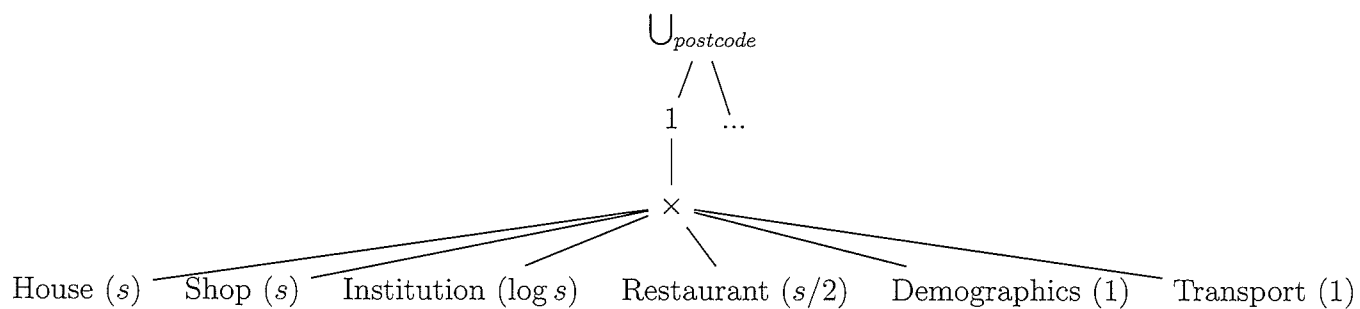 ⋃postcode
1 ...
×
House (s) Shop (s) Institution (log s) Restaurant (s/2) Demographics (1) Transport (1)